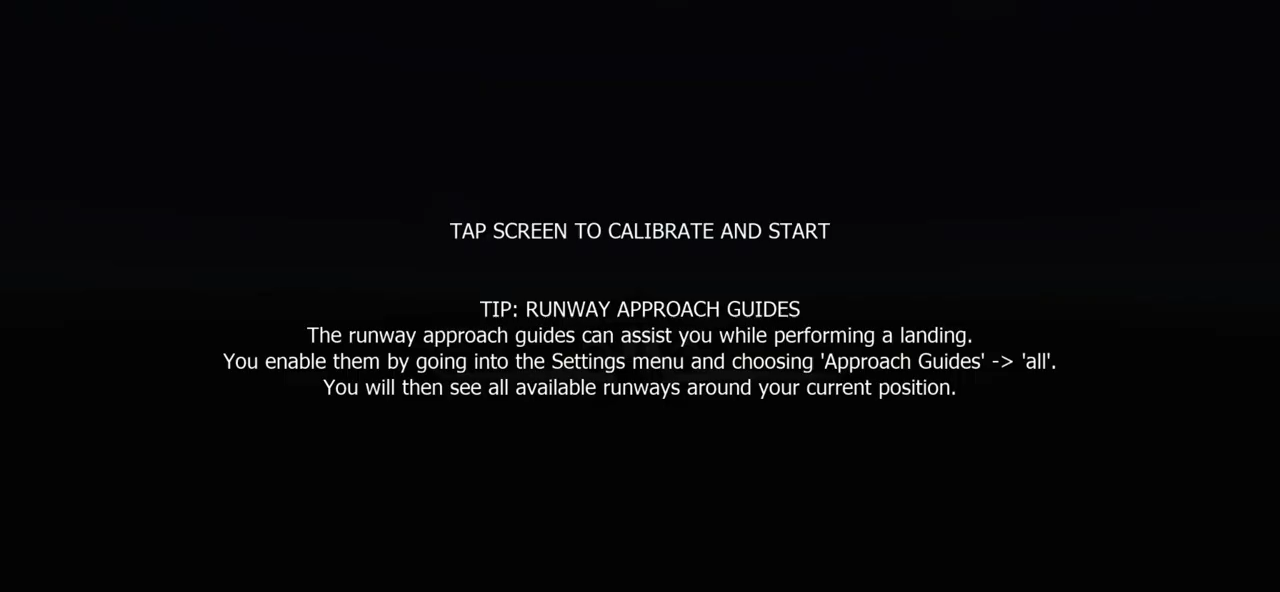 TAP SCREEN TO CALIBRATE AND START
TIP: RUNWAY APPROACH GUIDES
The runway approach guides can assist you while performing a landing.
You enable them by going into the Settings menu and choosing 'Approach Guides' -> 'all'.
You will then see all available runways around your current position.